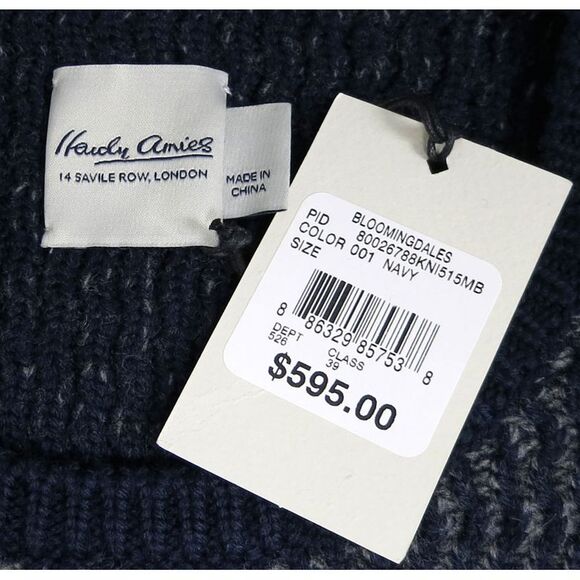 Hardy Amies
14 SAVILE ROW, LONDON
MADE IN
CHINA
BLOOMINGDALES
PID 80026788KNI515MB
COLOR 001 NAVY
SIZE
8 86329 85753 8
DEPT CLASS
526 39
$595.00